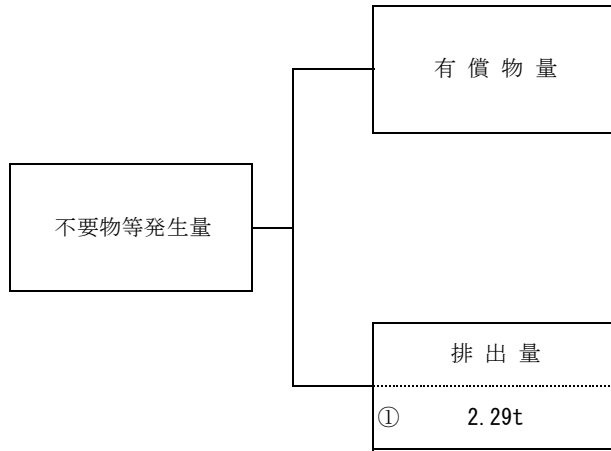 有 償 物 量
不要物等発生量
排 出 量
① 2.29t